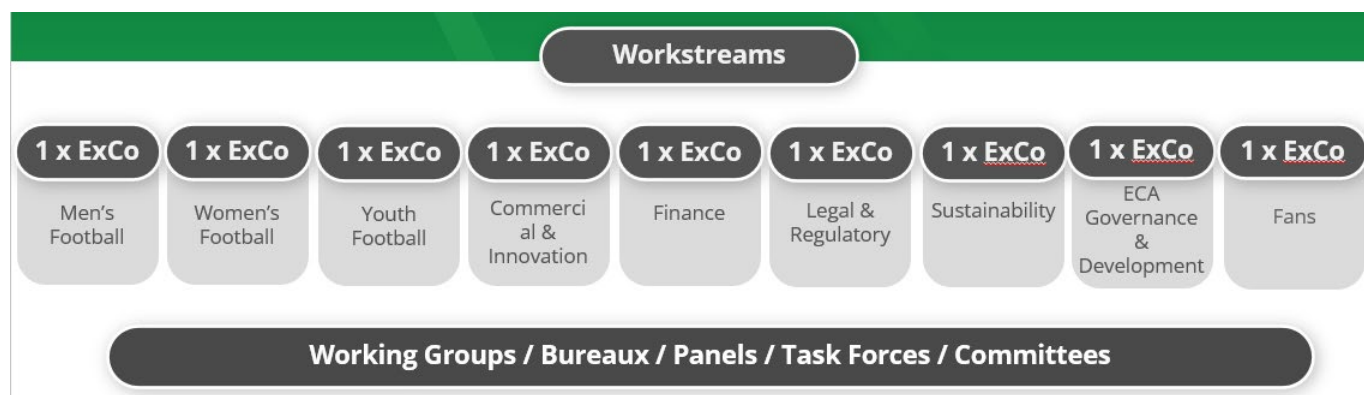 Workstreams
1 x ExCo
1 x ExCo
1 x ExCo
1 x ExCo
1 x ExCo
1 x ExCo
1 x ExCo
1 x ExCo
1 x ExCo
Men's
Football
Women's
Football
Youth
Football
Commerci
al &
Innovation
Finance
Legal &
Regulatory
Sustainability
ECA
Governance
&
Development
Fans
Working Groups / Bureaux / Panels / Task Forces / Committees